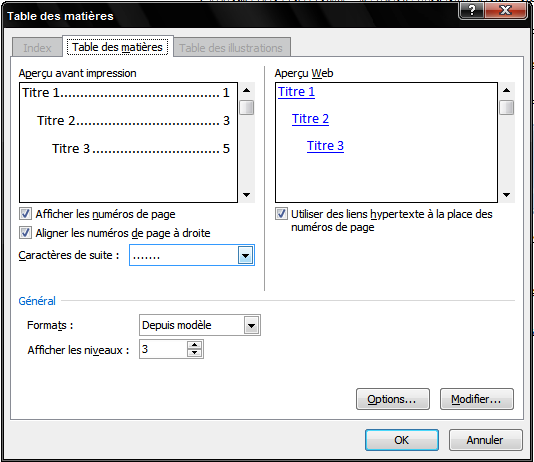 Table des matières
Index
Table des matières
Table des illustrations
Aperçu avant impression
Titre 1........................................ 1
Titre 2................................... 3
Titre 3............................... 5
Aperçu Web
Titre 1
Titre 2
Titre 3
Afficher les numéros de page
Aligner les numéros de page à droite
Caractères de suite : .......
Utiliser des liens hypertexte à la place des
numéros de page
Général
Formats : Depuis modèle
Afficher les niveaux : 3
Options...
Modifier...
OK
Annuler